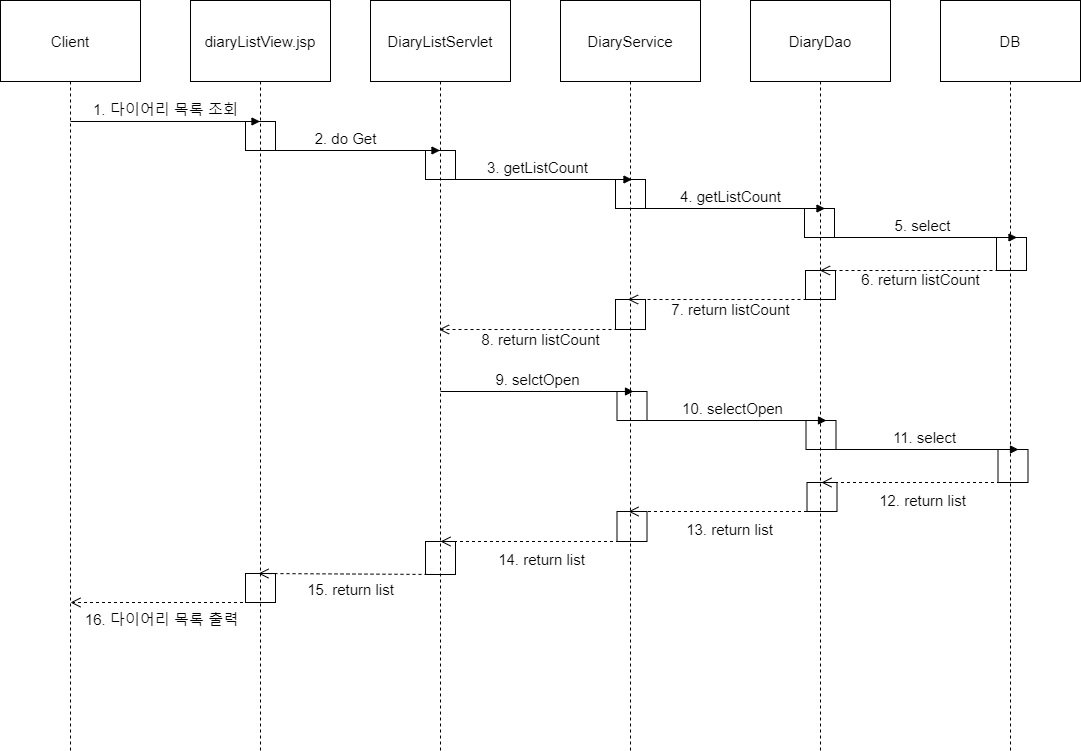 Client
diaryListView.jsp
DiaryListServlet
DiaryService
DiaryDao
DB
1. 다이어리 목록 조회
2. do Get
3. getListCount
4. getListCount
5. select
6. return listCount
7. return listCount
8. return listCount
9. selctOpen
10. selectOpen
11. select
12. return list
13. return list
14. return list
15. return list
16. 다이어리 목록 출력